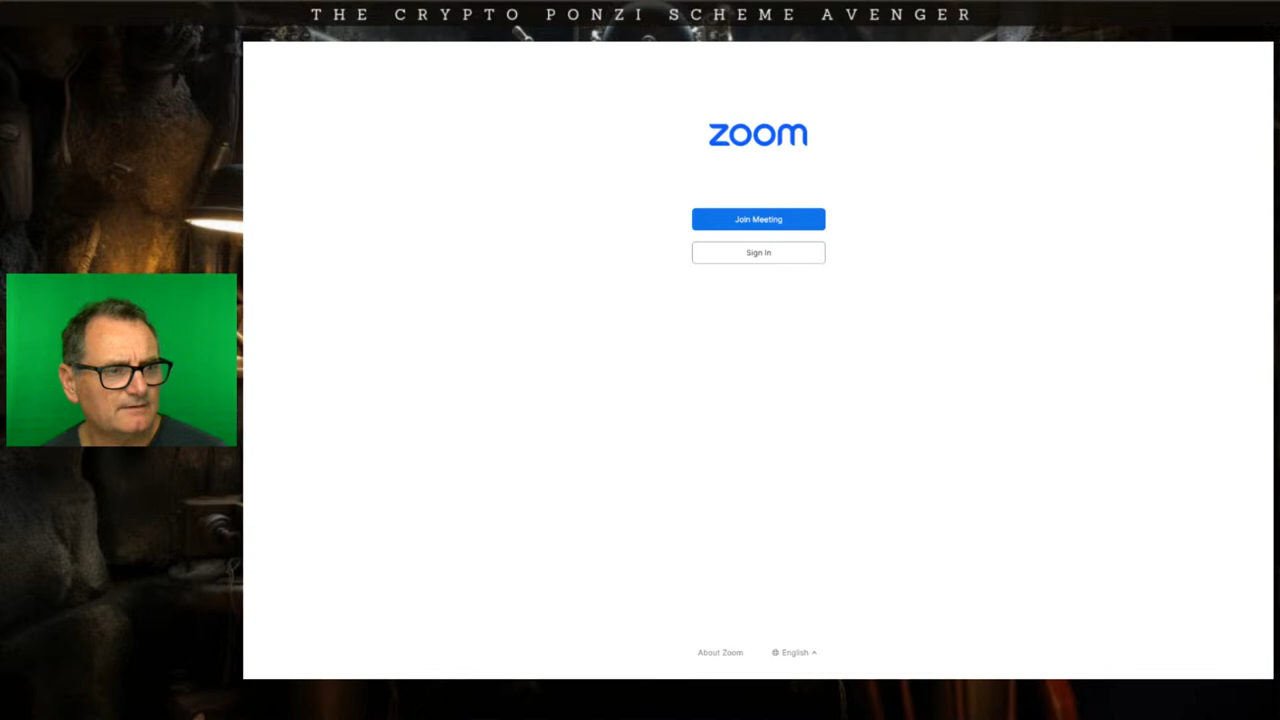 THE CRYPTO PONZI SCHEME AVENGER
zoom
Join Meeting
Sign In
About Zoom
English